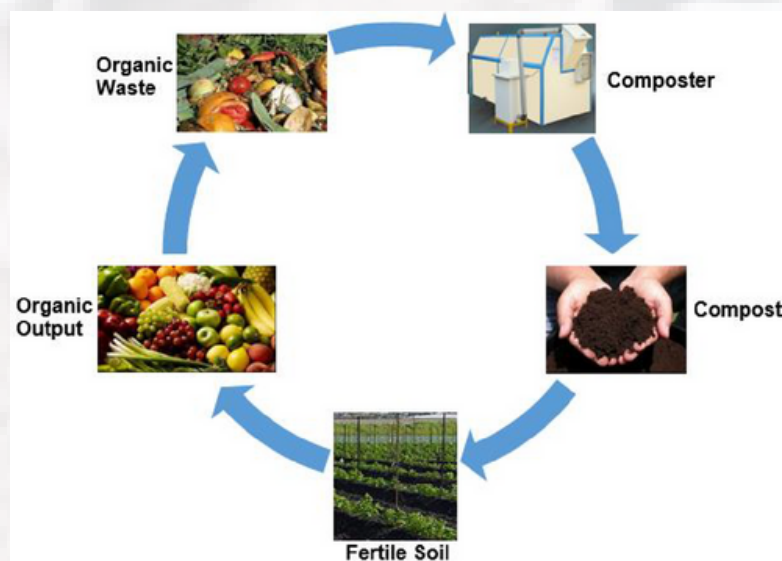 Organic
Waste
Composter
Compost
Fertile Soil
Organic
Output